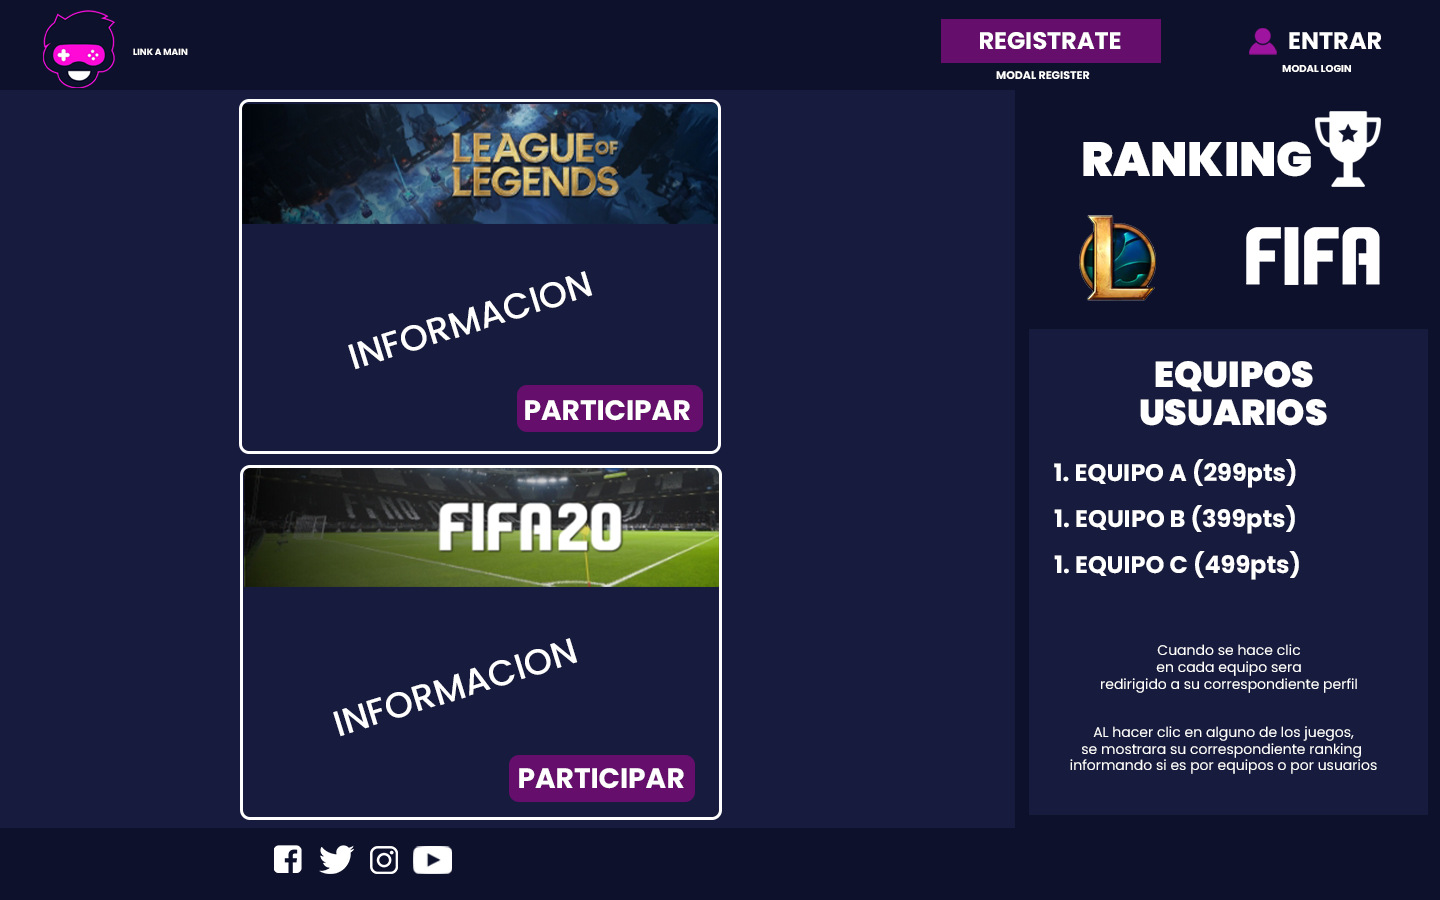 LINK A MAIN
REGISTRATE
MODAL REGISTER
ENTRAR
MODAL LOGIN
LEAGUE OF
LEGENDS
INFORMACION
PARTICIPAR
FIFA20
INFORMACION
PARTICIPAR
RANKING
L
FIFA
EQUIPOS
USUARIOS
1. EQUIPO A (299pts)
1. EQUIPO B (399pts)
1. EQUIPO C (499pts)
Cuando se hace clic
en cada equipo sera
redirigido a su correspondiente perfil
AL hacer clic en alguno de los juegos,
se mostrara su correspondiente ranking
informando si es por equipos o por usuarios